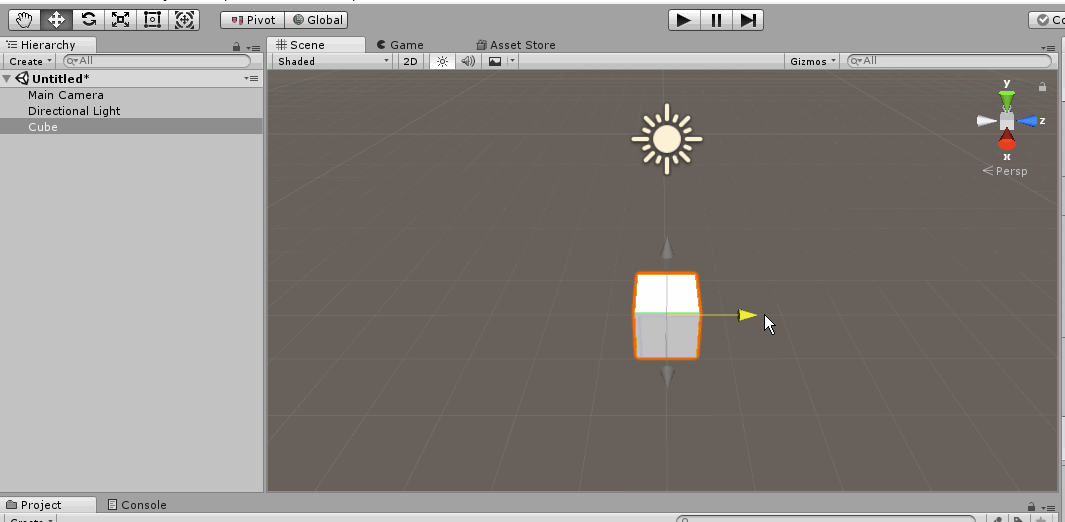 Pivot Global Co
Hierarchy Scene Game Asset Store
Create All Shaded 2D Gizmos All
Untitled*
Main Camera
Directional Light
Cube
y
z
x
Persp
Project Console
Create